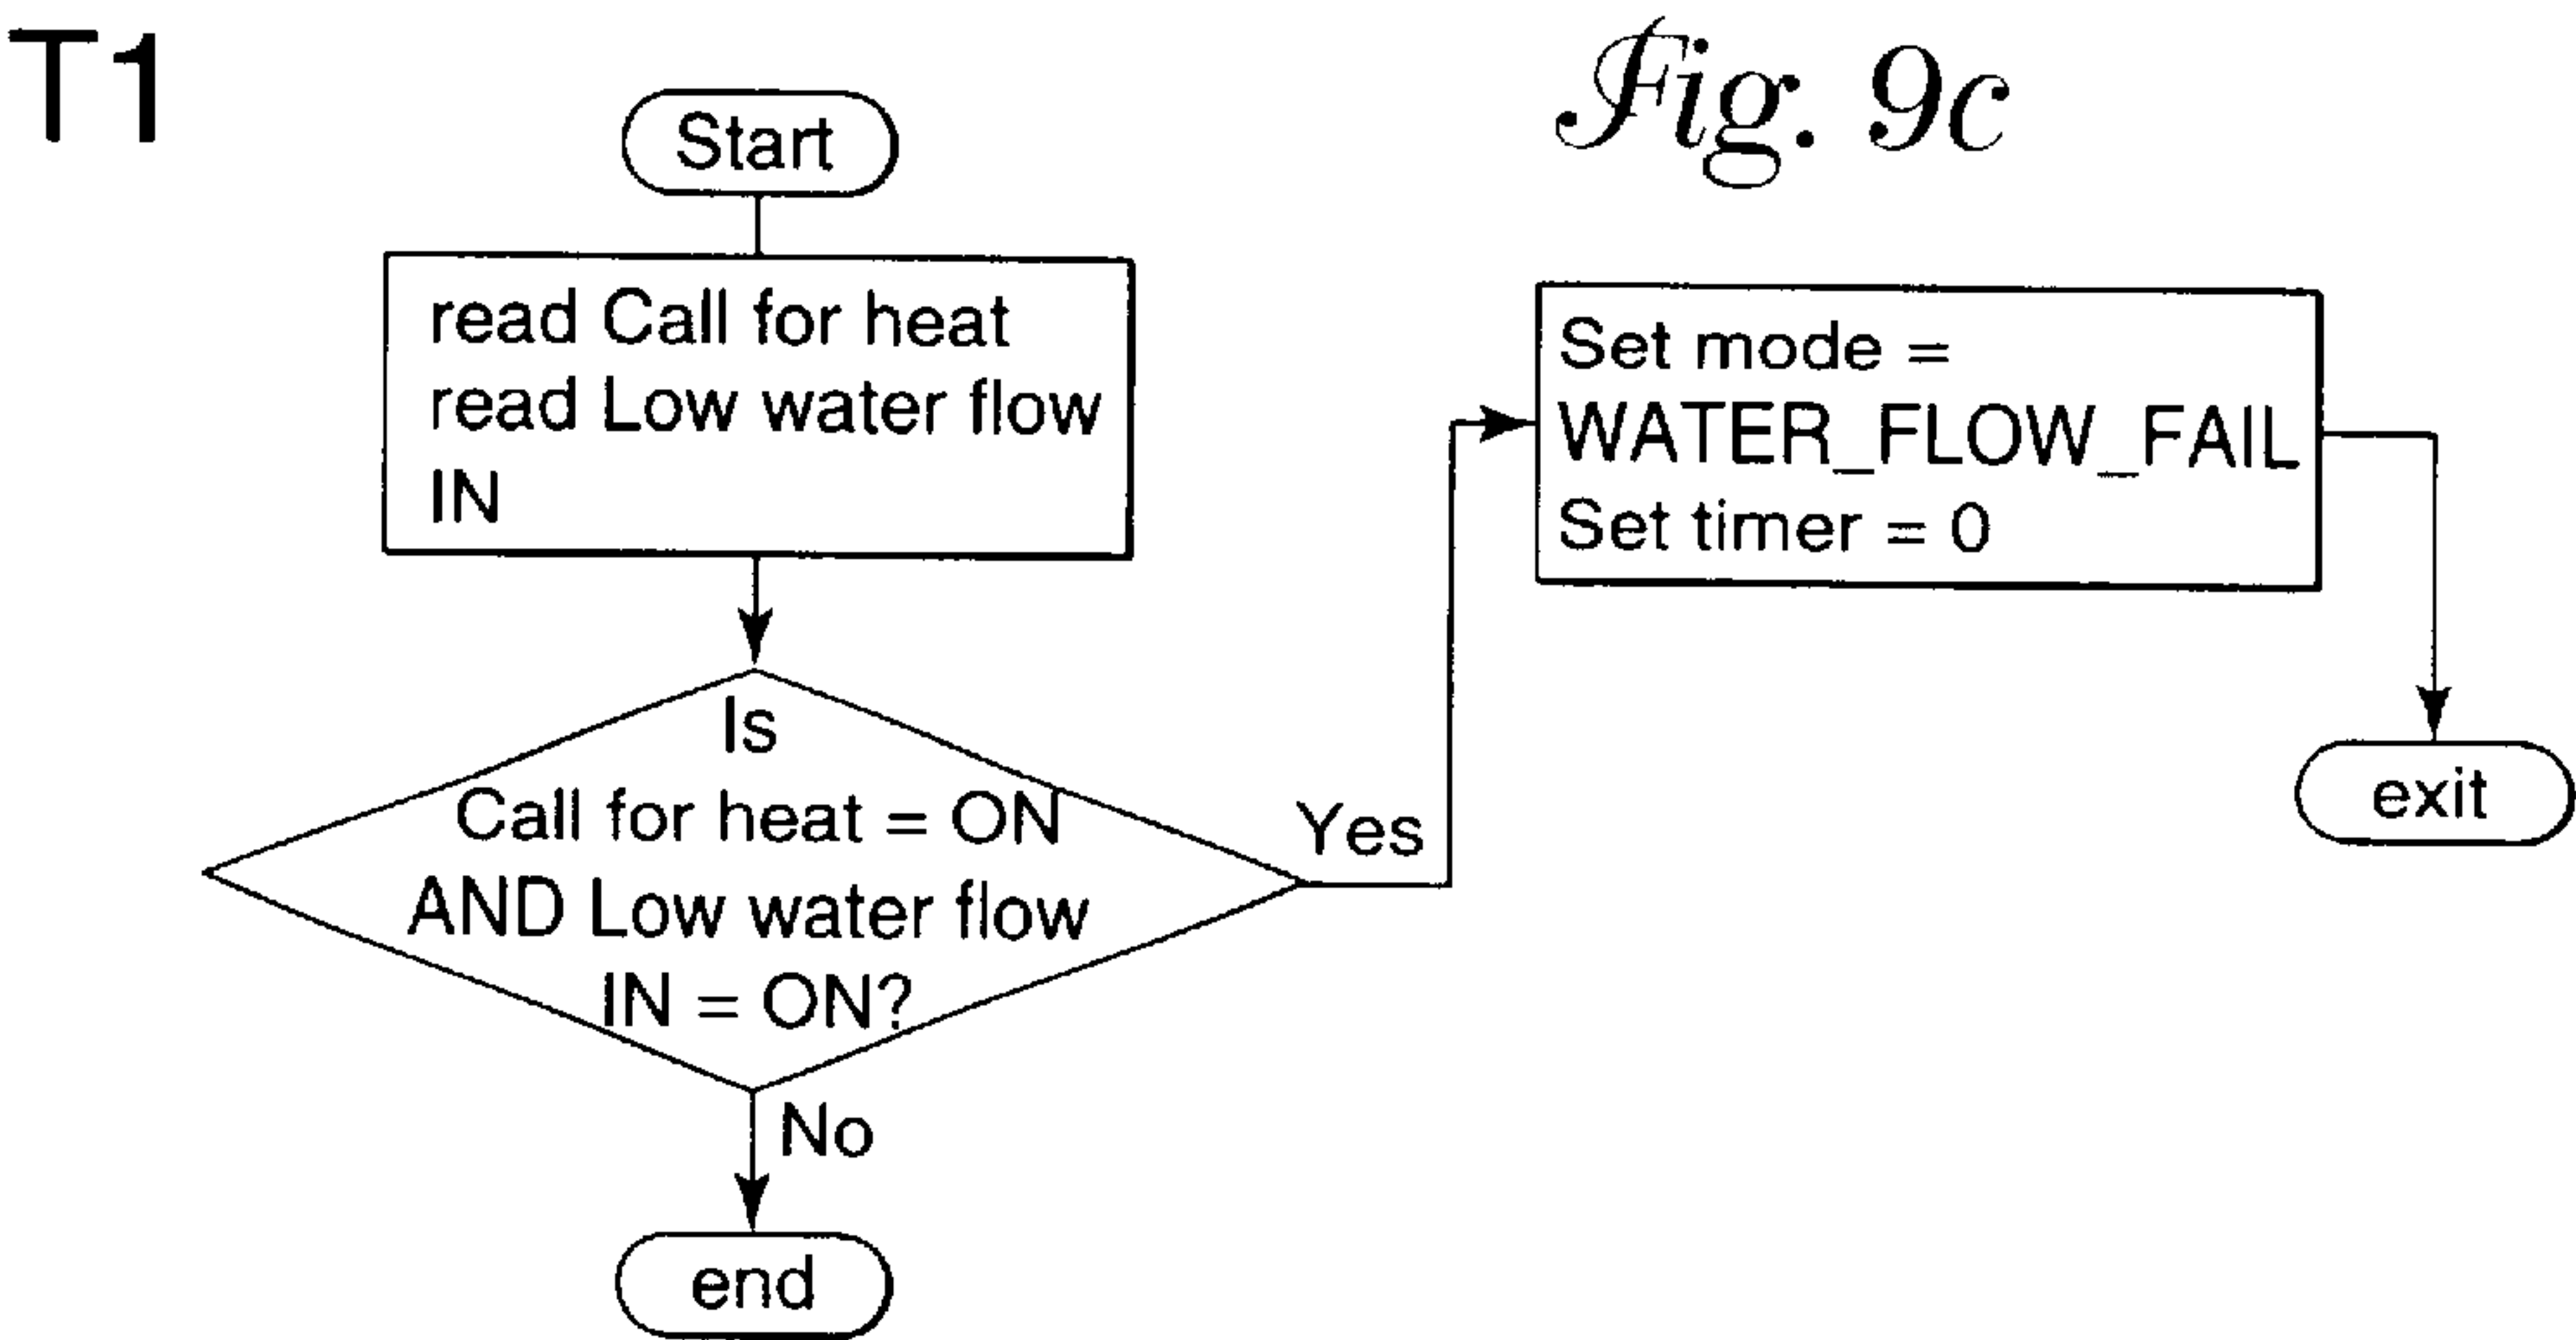 T1
Fig. 9c
Start
read Call for heat
read Low water flow
IN
Is
Call for heat = ON
AND Low water flow
IN = ON?
Yes
No
end
Set mode =
WATER_FLOW_FAIL
Set timer = 0
exit